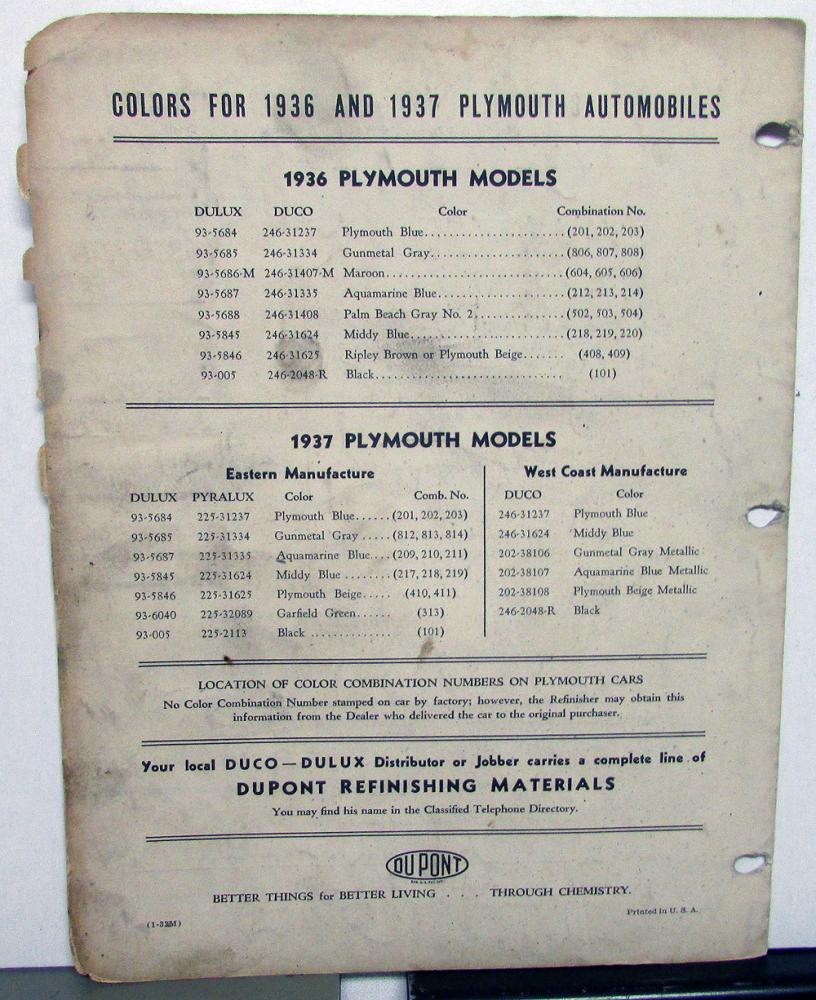 COLORS FOR 1936 AND 1937 PLYMOUTH AUTOMOBILES
1936 PLYMOUTH MODELS
DULUX DUCO Color Combination No.
93-5684 246-31237 Plymouth Blue.......................(201, 202, 203)
93-5685 246-31334 Gunmetal Gray......................(806, 807, 808)
93-5686-M 246-31407-M Maroon.............................(604, 605, 606)
93-5687 246-31335 Aquamarine Blue....................(212, 213, 214)
93-5688 246-31408 Palm Beach Gray No. 2..............(502, 503, 504)
93-5845 246-31624 Middy Blue.........................(218, 219, 220)
93-5846 246-31625 Ripley Brown or Plymouth Beige....... (408, 409)
93-005 246-2048-R Black............................... (101)
1937 PLYMOUTH MODELS
Eastern Manufacture
DULUX PYRALUX Color Comb. No.
93-5684 225-31237 Plymouth Blue......(201, 202, 203)
93-5685 225-31334 Gunmetal Gray .....(812, 813, 814)
93-5687 225-31335 Aquamarine Blue....(209, 210, 211)
93-5845 225-31624 Middy Blue ........(217, 218, 219)
93-5846 225-31625 Plymouth Beige..... (410, 411)
93-6040 225-32089 Garfield Green...... (313)
93-005 225-2113 Black .............. (101)
West Coast Manufacture
DUCO Color
246-31237 Plymouth Blue
246-31624 Middy Blue
202-38106 Gunmetal Gray Metallic
202-38107 Aquamarine Blue Metallic
202-38108 Plymouth Beige Metallic
246-2048-R Black
LOCATION OF COLOR COMBINATION NUMBERS ON PLYMOUTH CARS
No Color Combination Number stamped on car by factory; however, the Refinisher may obtain this
information from the Dealer who delivered the car to the original purchaser.
Your local DUCO—DULUX Distributor or Jobber carries a complete line of
DUPONT REFINISHING MATERIALS
You may find his name in the Classified Telephone Directory.
DU PONT
BETTER THINGS for BETTER LIVING . . . THROUGH CHEMISTRY.
Printed in U. S. A.